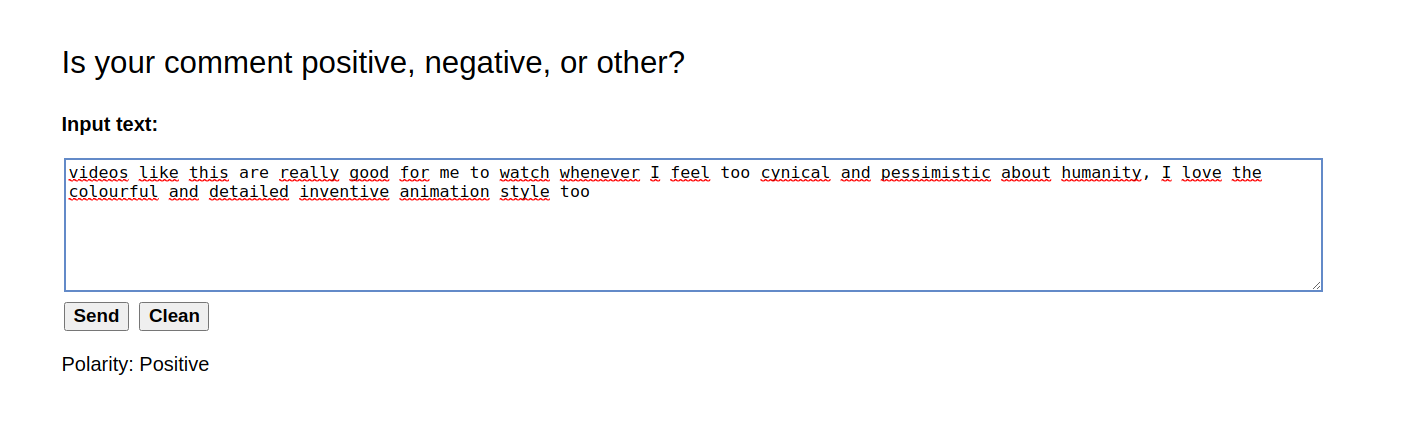 Is your comment positive, negative, or other?
Input text:
videos like this are really good for me to watch whenever I feel too cynical and pessimistic about humanity, I love the
colourful and detailed inventive animation style too
Send Clean
Polarity: Positive